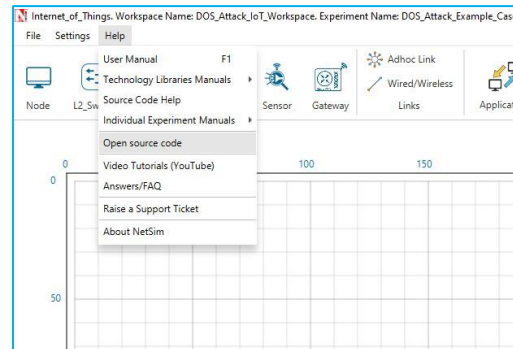 Internet_of_Things. Workspace Name: DOS_Attack_IoT_Workspace. Experiment Name: DOS_Attack_Example_Cas
File Settings Help
User Manual F1
Technology Libraries Manuals
Source Code Help
Individual Experiment Manuals
Open source code
Video Tutorials (YouTube)
Answers/FAQ
Raise a Support Ticket
About NetSim
Node L2_Sw Sensor Gateway
Adhoc Link
Wired/Wireless
Links
Applicat
0 100 150
0
50